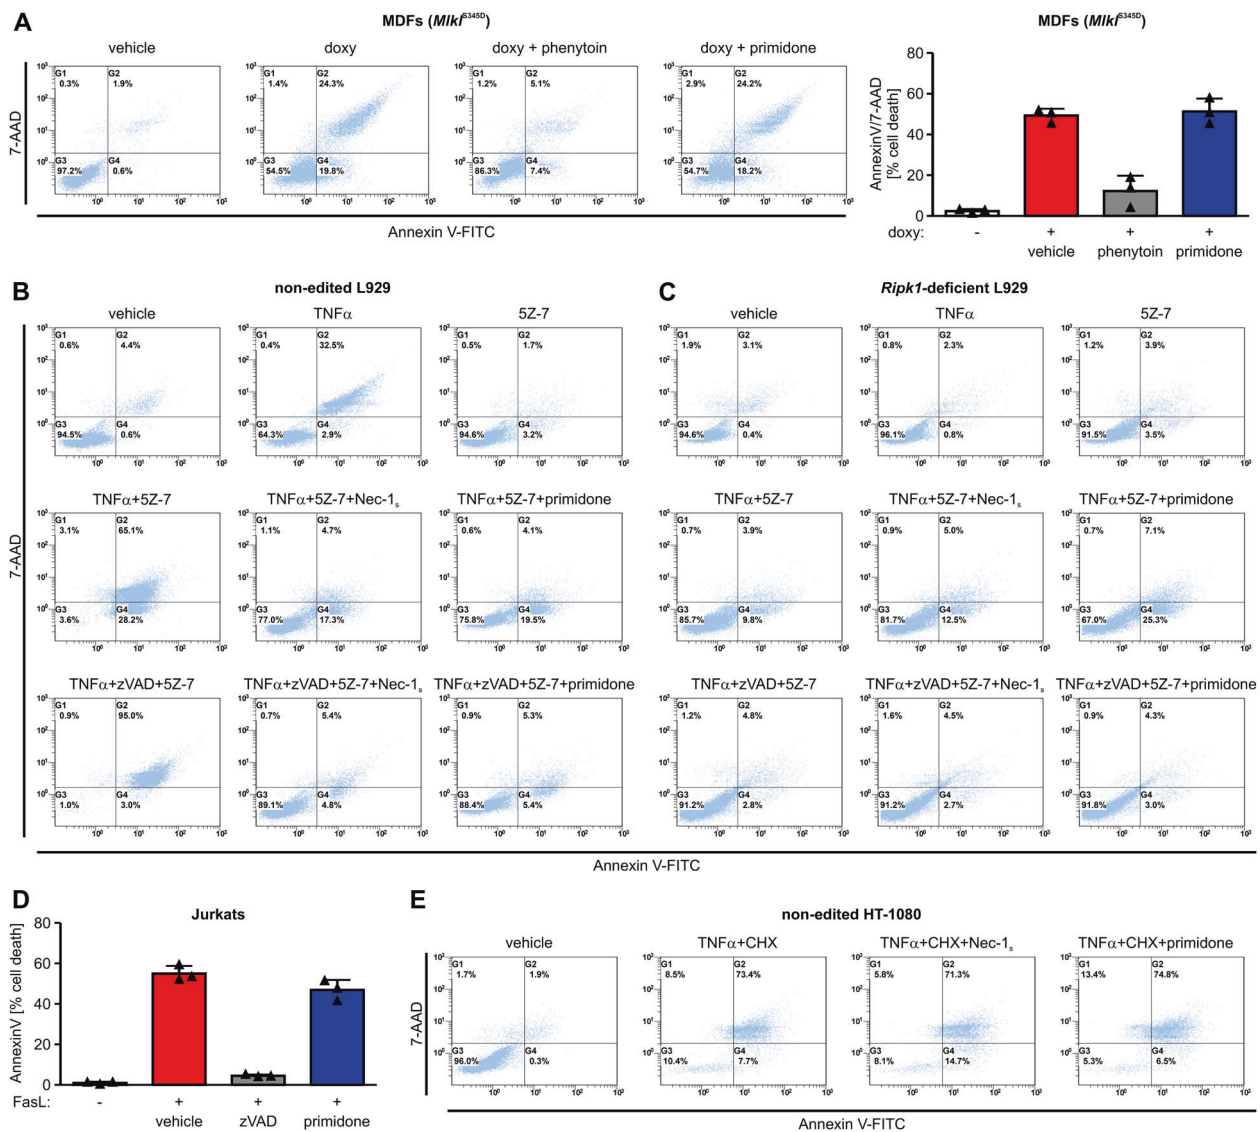 A
MDFs (Mlkl^S345D)
vehicle
doxy
doxy + phenytoin
doxy + primidone
7-AAD
G1 0.3% G2 1.9% G3 97.2% G4 0.6%
G1 1.4% G2 24.3% G3 54.5% G4 19.8%
G1 1.2% G2 5.1% G3 86.3% G4 7.4%
G1 2.9% G2 24.2% G3 54.7% G4 18.2%
10³ 10² 10¹ 10⁰
10⁰ 10¹ 10² 10³
Annexin V-FITC
MDFs (Mlkl^S345D)
AnnexinV/7-AAD
[% cell death]
80
60
40
20
0
doxy: - + + +
vehicle phenytoin primidone
B
non-edited L929
vehicle TNFα 5Z-7
G1 0.6% G2 4.4% G3 94.5% G4 0.6%
G1 0.4% G2 32.5% G3 64.3% G4 2.9%
G1 0.5% G2 1.7% G3 94.6% G4 3.2%
TNFα+5Z-7 TNFα+5Z-7+Nec-1s TNFα+5Z-7+primidone
G1 3.1% G2 65.1% G3 3.6% G4 28.2%
G1 1.1% G2 4.7% G3 77.0% G4 17.3%
G1 0.6% G2 4.1% G3 75.8% G4 19.5%
TNFα+zVAD+5Z-7 TNFα+zVAD+5Z-7+Nec-1s TNFα+zVAD+5Z-7+primidone
G1 0.9% G2 95.0% G3 1.0% G4 3.0%
G1 0.7% G2 5.4% G3 89.1% G4 4.8%
G1 0.9% G2 5.3% G3 88.4% G4 5.4%
7-AAD
C
Ripk1-deficient L929
vehicle TNFα 5Z-7
G1 1.9% G2 3.1% G3 94.6% G4 0.4%
G1 0.8% G2 2.3% G3 96.1% G4 0.8%
G1 1.2% G2 3.9% G3 91.5% G4 3.5%
TNFα+5Z-7 TNFα+5Z-7+Nec-1s TNFα+5Z-7+primidone
G1 0.7% G2 3.9% G3 85.7% G4 9.8%
G1 0.9% G2 5.0% G3 81.7% G4 12.5%
G1 0.7% G2 7.1% G3 67.0% G4 25.3%
TNFα+zVAD+5Z-7 TNFα+zVAD+5Z-7+Nec-1s TNFα+zVAD+5Z-7+primidone
G1 1.2% G2 4.8% G3 91.2% G4 2.8%
G1 1.6% G2 4.5% G3 91.2% G4 2.7%
G1 0.9% G2 4.3% G3 91.8% G4 3.0%
Annexin V-FITC
D
Jurkats
AnnexinV [% cell death]
80
60
40
20
0
FasL: - + + +
vehicle zVAD primidone
E
non-edited HT-1080
vehicle TNFα+CHX TNFα+CHX+Nec-1s TNFα+CHX+primidone
7-AAD
G1 1.7% G2 1.9% G3 96.0% G4 0.3%
G1 8.5% G2 73.4% G3 10.4% G4 7.7%
G1 5.8% G2 71.3% G3 8.1% G4 14.7%
G1 13.4% G2 74.8% G3 5.3% G4 6.5%
10³ 10² 10¹ 10⁰
10⁰ 10¹ 10² 10³
Annexin V-FITC